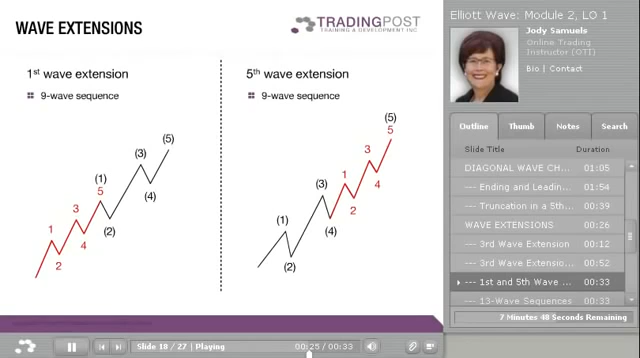 WAVE EXTENSIONS
TRADINGPOST
TRAINING & DEVELOPMENT INC
1st wave extension
9-wave sequence
(5)
(3)
(1)
5
(4)
3
1
(2)
4
2
5th wave extension
9-wave sequence
(5)
5
3
1
(3)
4
2
(1)
(4)
(2)
Elliott Wave: Module 2, LO 1
Jody Samuels
Online Trading
Instructor (OTI)
Bio | Contact
Outline
Thumb
Notes
Search
Slide Title Duration
DIAGONAL WAVE CH... 01:05
--- Ending and Leadin... 01:54
--- Truncation in a 5th... 00:39
WAVE EXTENSIONS 00:26
--- 3rd Wave Extension 00:12
--- 3rd Wave Extensio... 00:52
--- 1st and 5th Wave ... 00:33
--- 13-Wave Sequences 00:35
7 Minutes 48 Seconds Remaining
Slide 18 / 27 | Playing
00:25 / 00:33